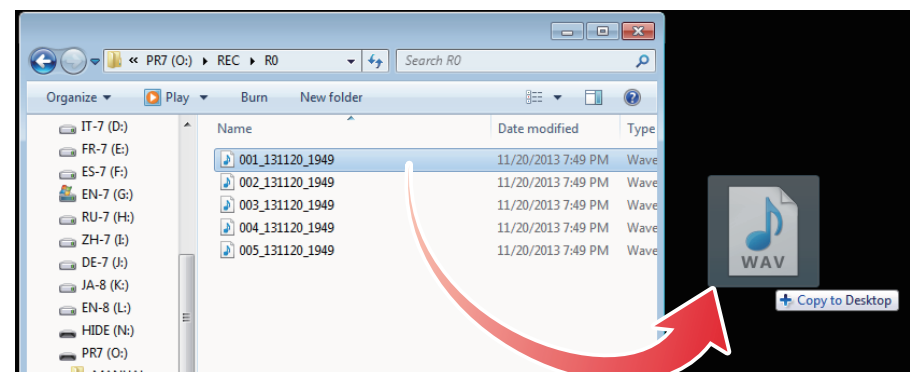 « PR7 (O:) ▸ REC ▸ R0
Search R0
Organize
Play
Burn
New folder
IT-7 (D:)
FR-7 (E:)
ES-7 (F:)
EN-7 (G:)
RU-7 (H:)
ZH-7 (I:)
DE-7 (J:)
JA-8 (K:)
EN-8 (L:)
HIDE (N:)
PR7 (O:)
Name Date modified Type
001_131120_1949 11/20/2013 7:49 PM Wave
002_131120_1949 11/20/2013 7:49 PM Wave
003_131120_1949 11/20/2013 7:49 PM Wave
004_131120_1949 11/20/2013 7:49 PM Wave
005_131120_1949 11/20/2013 7:49 PM Wave
WAV
Copy to Desktop